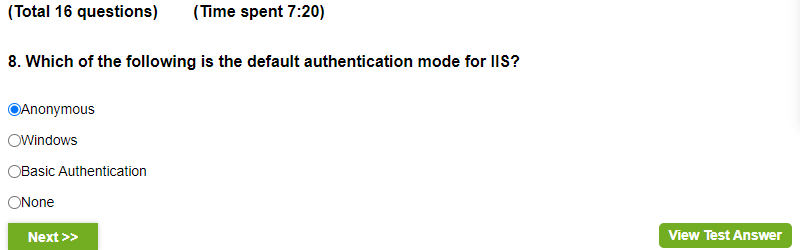 (Total 16 questions) (Time spent 7:20)
8. Which of the following is the default authentication mode for IIS?
Anonymous
Windows
Basic Authentication
None
Next >>
View Test Answer